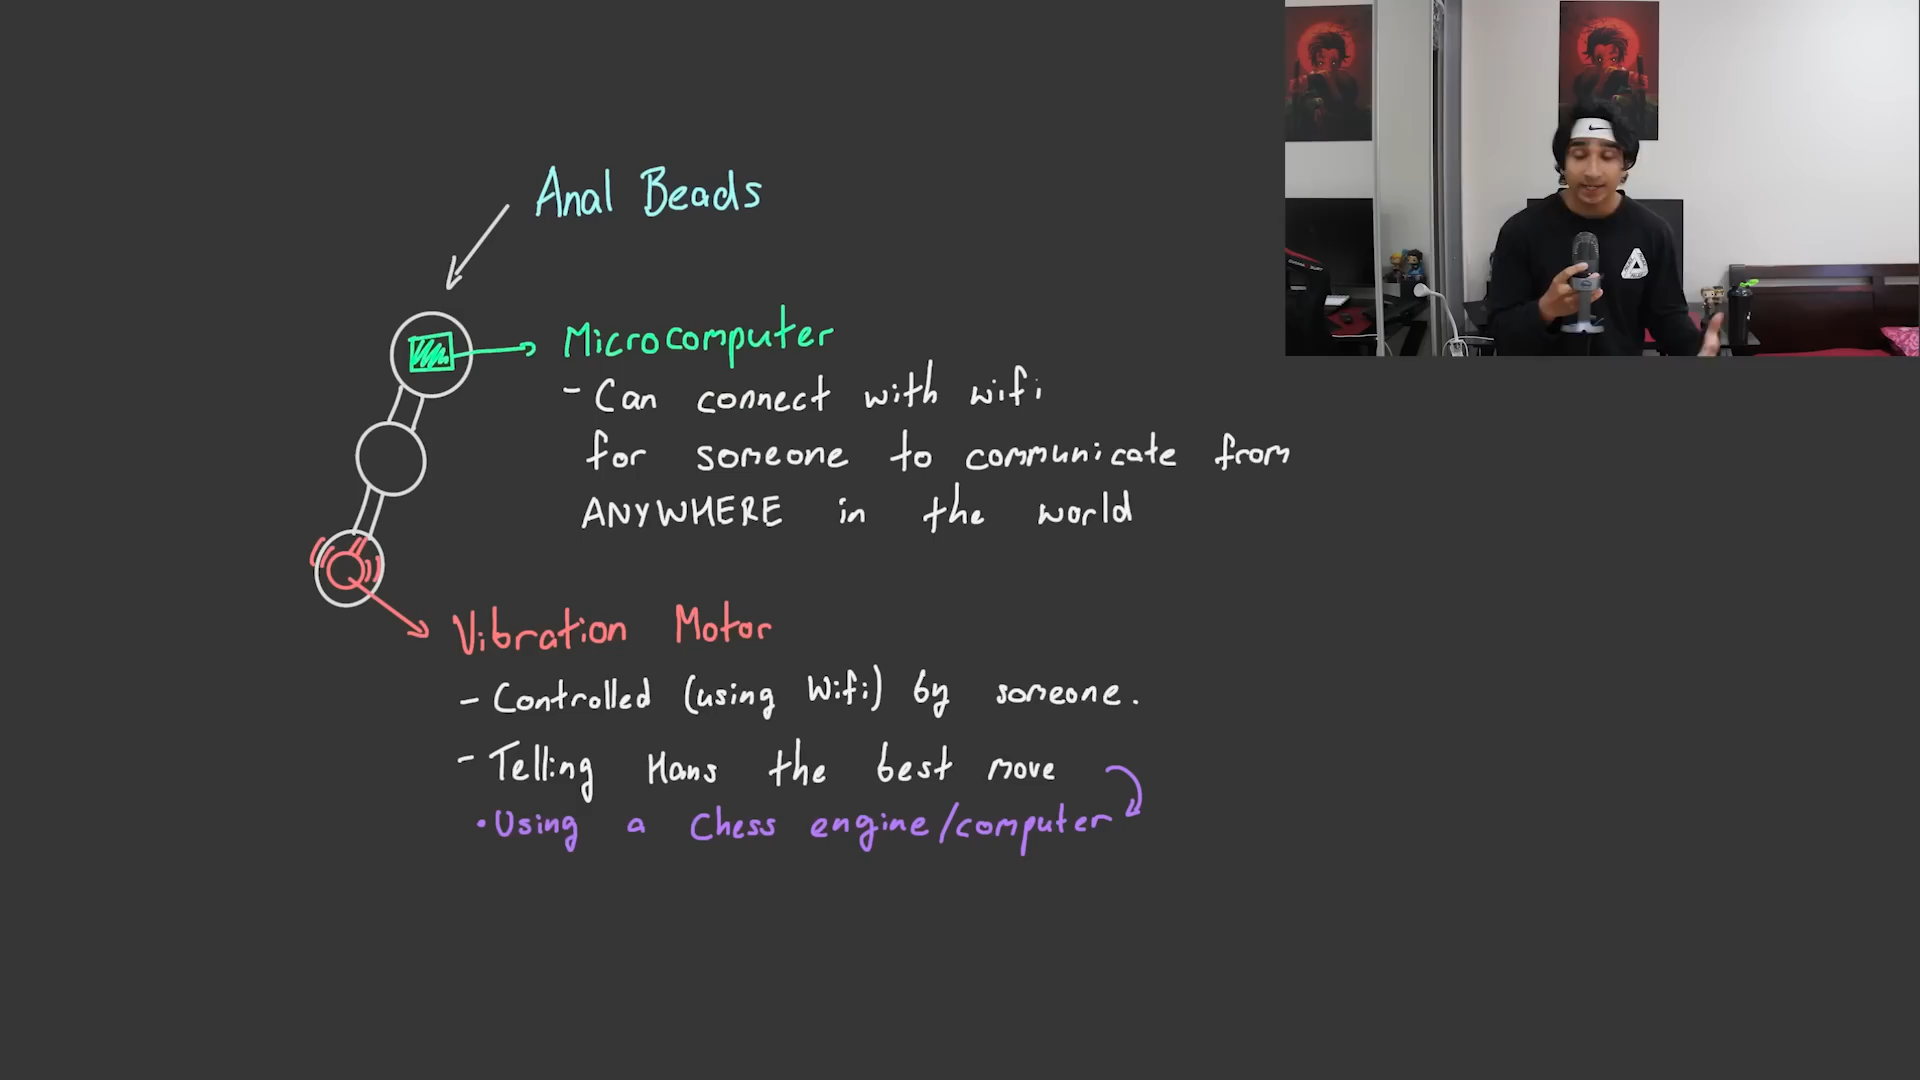 Anal Beads
Microcomputer
- Can connect with wifi
for someone to communicate from
ANYWHERE in the world
Vibration Motor
- Controlled (using Wifi) by someone.
- Telling Hans the best move
• Using a Chess engine/computer